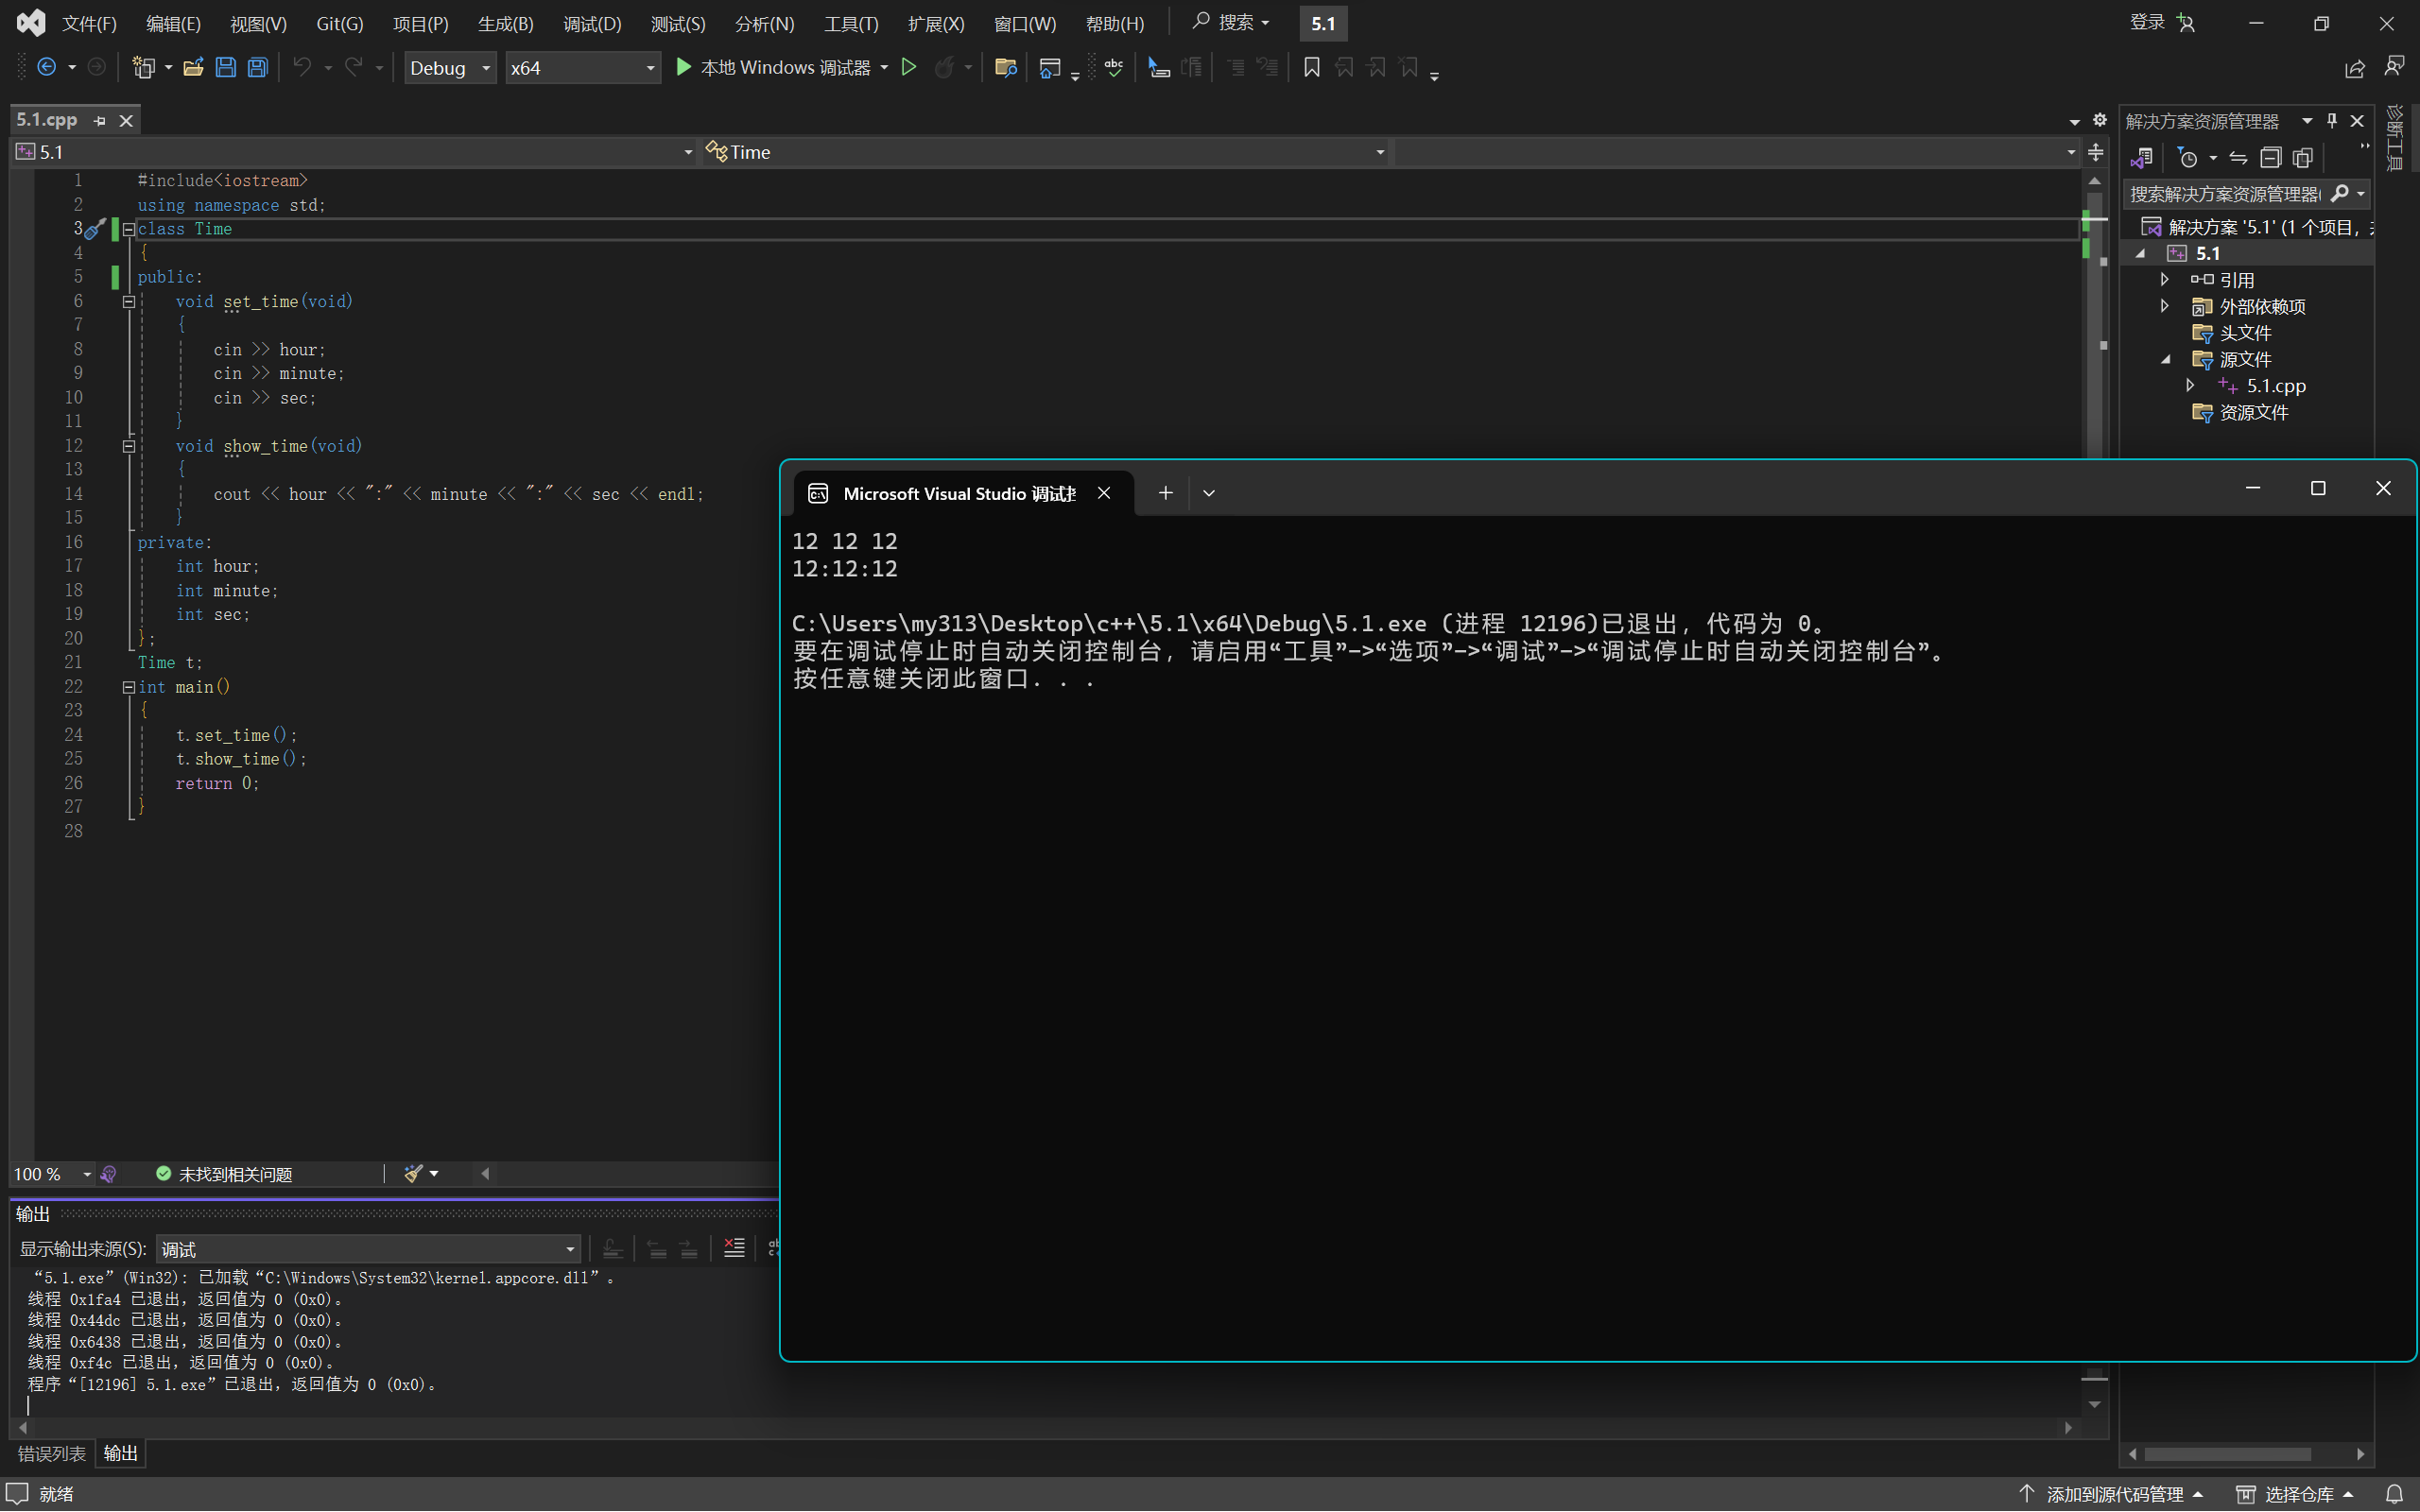 文件(F) 编辑(E) 视图(V) Git(G) 项目(P) 生成(B) 调试(D) 测试(S) 分析(N) 工具(T) 扩展(X) 窗口(W) 帮助(H) 搜索 5.1 登录
Debug x64 本地 Windows 调试器
5.1.cpp
5.1 Time
1 #include<iostream>
2 using namespace std;
3 class Time
4 {
5 public:
6 void set_time(void)
7 {
8 cin >> hour;
9 cin >> minute;
10 cin >> sec;
11 }
12 void show_time(void)
13 {
14 cout << hour << ":" << minute << ":" << sec << endl;
15 }
16 private:
17 int hour;
18 int minute;
19 int sec;
20 };
21 Time t;
22 int main()
23 {
24 t.set_time();
25 t.show_time();
26 return 0;
27 }
28
解决方案资源管理器
搜索解决方案资源管理器(
解决方案 '5.1' (1 个项目,
5.1
引用
外部依赖项
头文件
源文件
5.1.cpp
资源文件
诊断工具
Microsoft Visual Studio 调试
12 12 12
12:12:12
C:\Users\my313\Desktop\c++\5.1\x64\Debug\5.1.exe (进程 12196)已退出，代码为 0。
要在调试停止时自动关闭控制台，请启用“工具”->“选项”->“调试”->“调试停止时自动关闭控制台”。
按任意键关闭此窗口. . .
100 % 未找到相关问题
输出
显示输出来源(S): 调试
“5.1.exe”(Win32): 已加载“C:\Windows\System32\kernel.appcore.dll”。
线程 0x1fa4 已退出，返回值为 0 (0x0)。
线程 0x44dc 已退出，返回值为 0 (0x0)。
线程 0x6438 已退出，返回值为 0 (0x0)。
线程 0xf4c 已退出，返回值为 0 (0x0)。
程序“[12196] 5.1.exe”已退出，返回值为 0 (0x0)。
错误列表 输出
就绪 添加到源代码管理 选择仓库